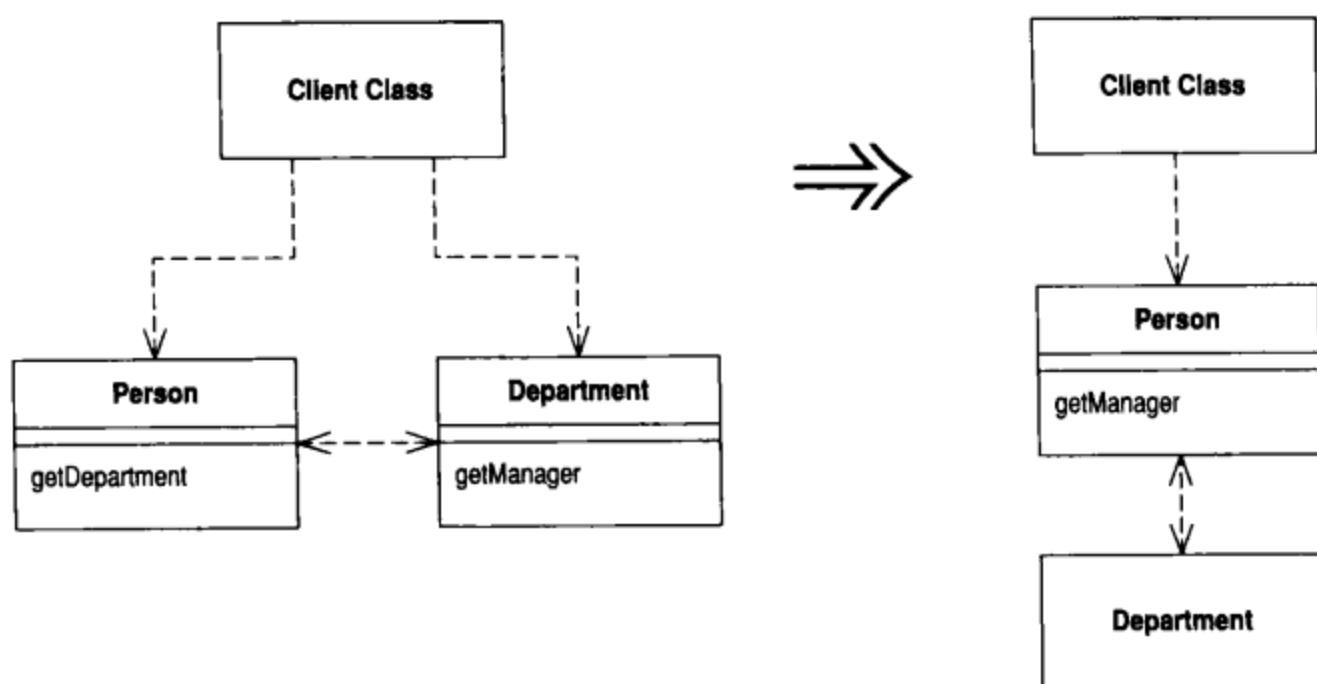 Client Class
Person
getDepartment
Department
getManager
Client Class
Person
getManager
Department